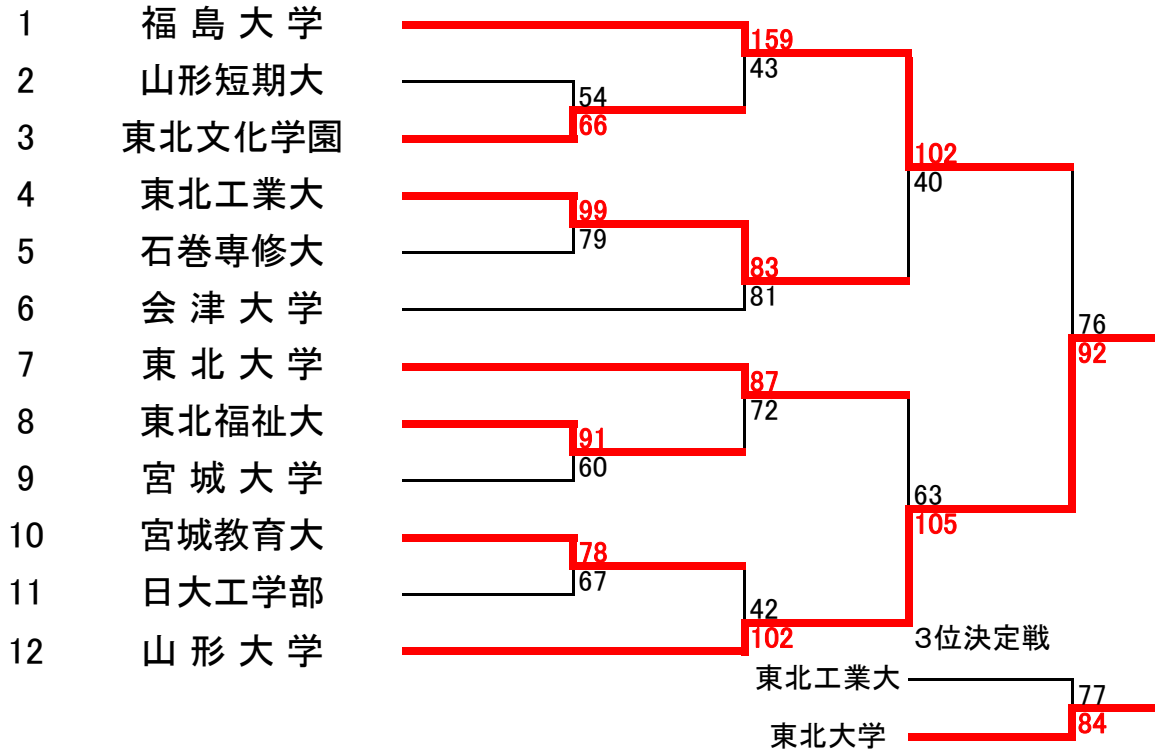 1 福島大学
159
43
2 山形短期大
54
66
3 東北文化学園
102
40
4 東北工業大
99
79
5 石巻専修大
83
81
6 会津大学
76
92
7 東北大学
87
72
8 東北福祉大
91
60
9 宮城大学
63
105
10 宮城教育大
78
67
11 日大工学部
42
102
12 山形大学
3位決定戦
東北工業大
77
84
東北大学